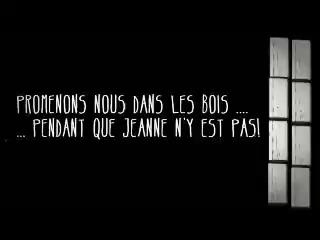 PROMENONS NOUS DANS LES BOIS ....
... PENDANT QUE JEANNE N'Y EST PAS!